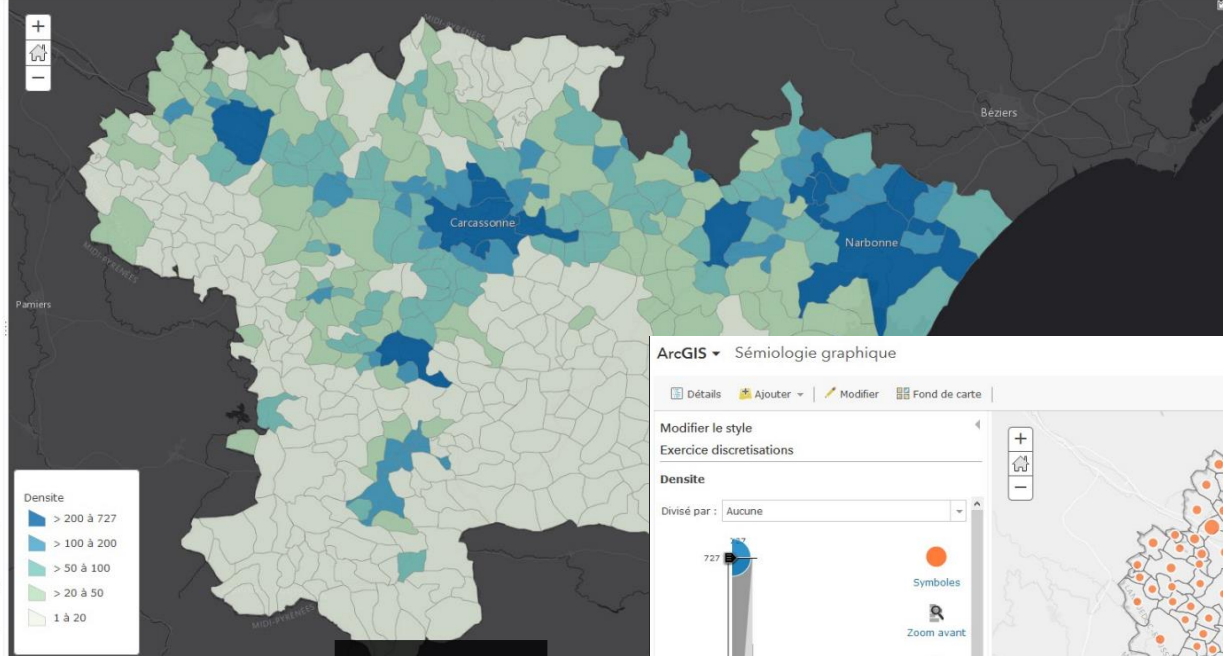 +
−
MIDI-PYRÉNÉES
Béziers
Carcassonne
Narbonne
MIDI-PYRÉNÉES
Pamiers
MIDI-PYRÉNÉES
Densite
> 200 à 727
> 100 à 200
> 50 à 100
> 20 à 50
1 à 20
ArcGIS Sémiologie graphique
Détails Ajouter Modifier Fond de carte
Modifier le style
Exercice discretisations
Densite
Divisé par : Aucune
727
Symboles
Zoom avant
+
−